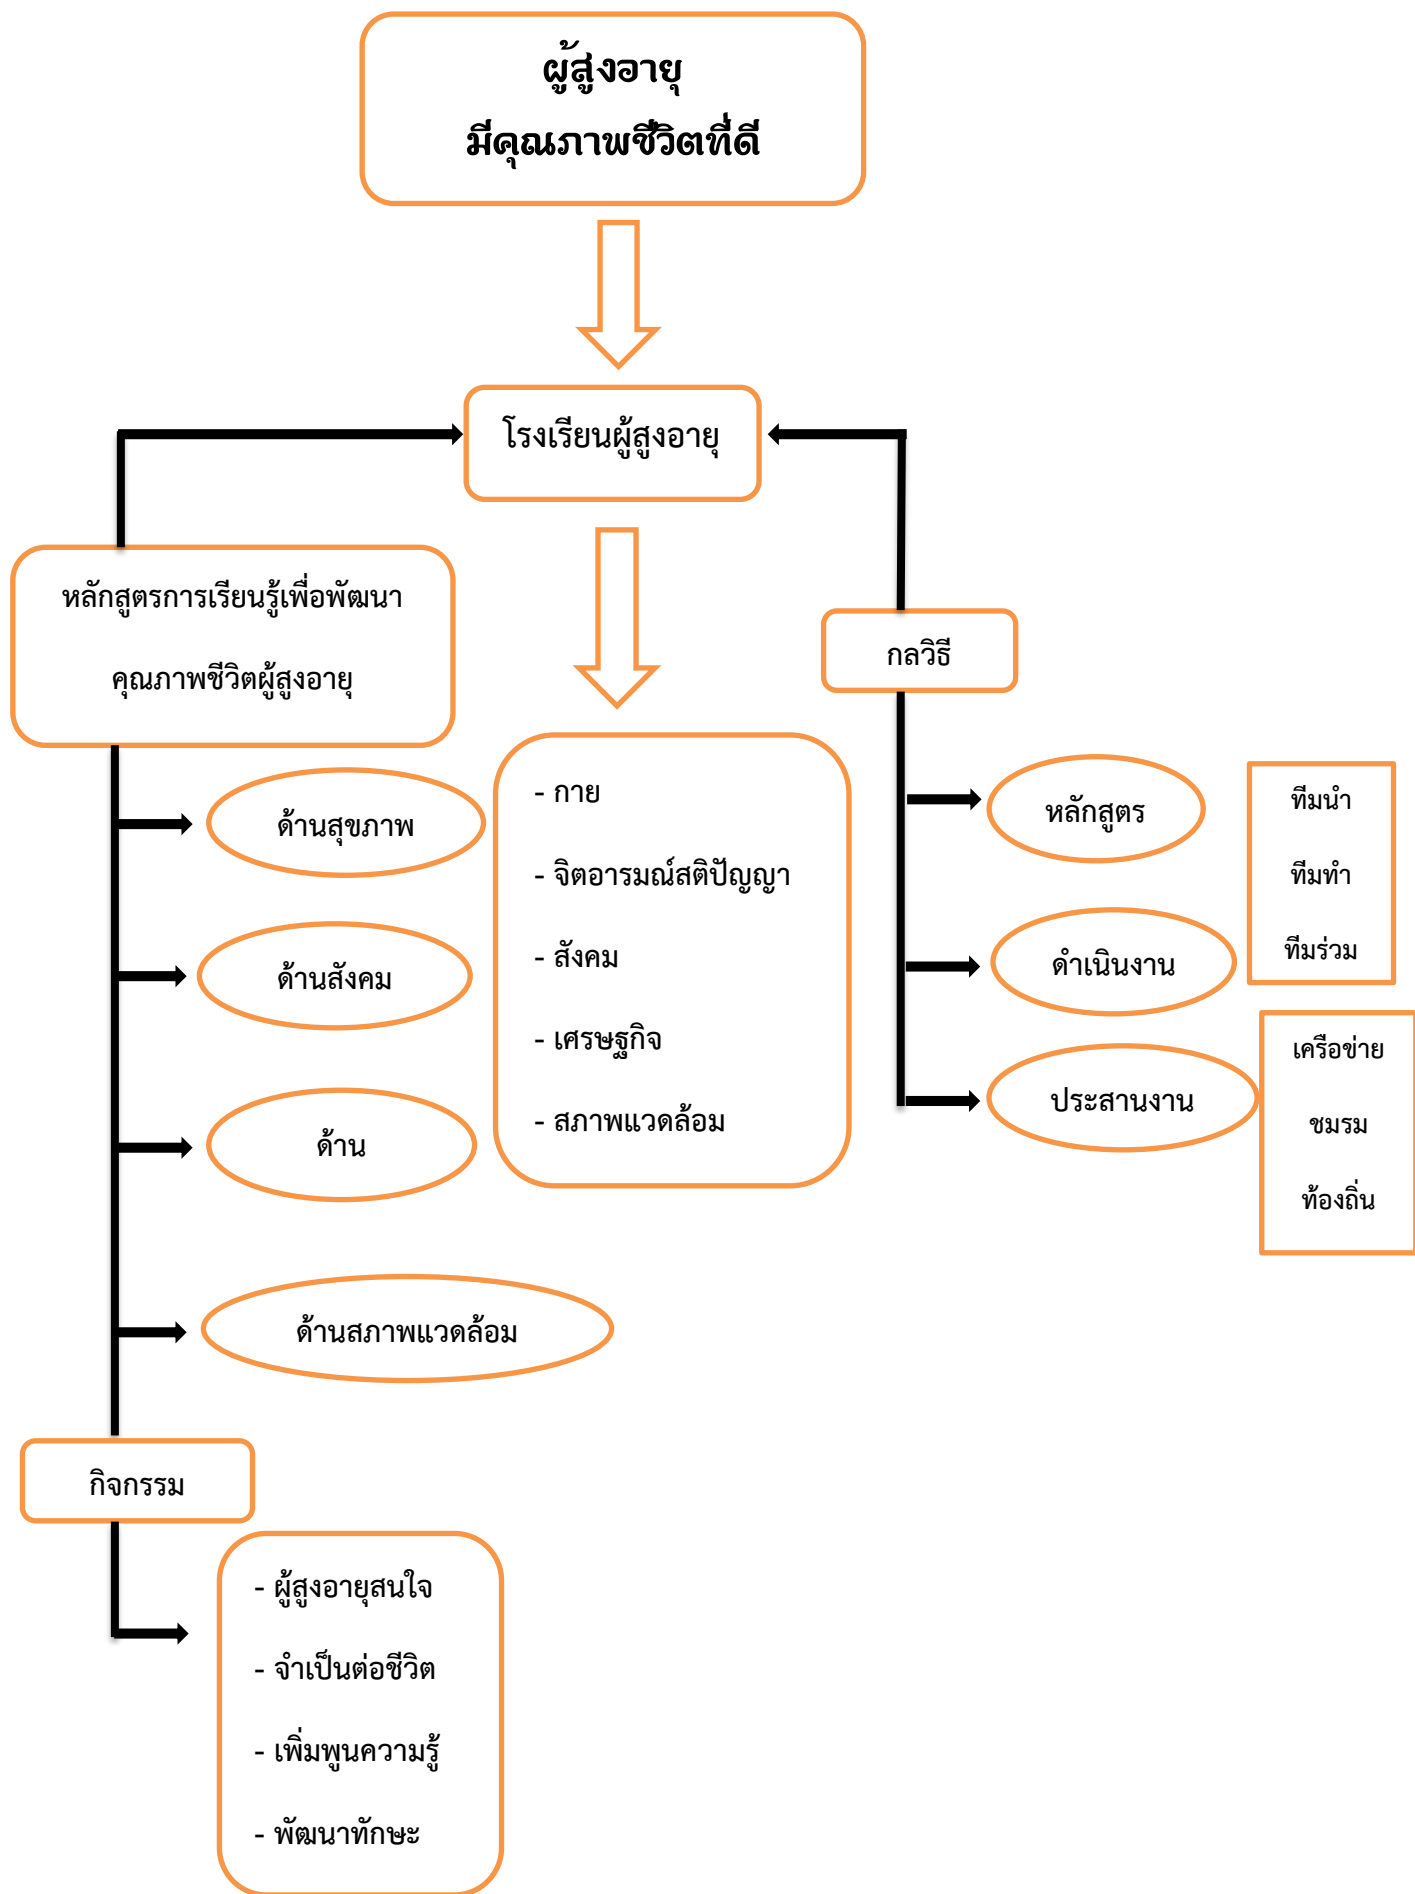 ผู้สูงอายุ
มีคุณภาพชีวิตที่ดี
โรงเรียนผู้สูงอายุ
หลักสูตรการเรียนรู้เพื่อพัฒนา
คุณภาพชีวิตผู้สูงอายุ
ด้านสุขภาพ
ด้านสังคม
ด้าน
ด้านสภาพแวดล้อม
กิจกรรม
- ผู้สูงอายุสนใจ
- จำเป็นต่อชีวิต
- เพิ่มพูนความรู้
- พัฒนาทักษะ
- กาย
- จิตอารมณ์สติปัญญา
- สังคม
- เศรษฐกิจ
- สภาพแวดล้อม
กลวิธี
หลักสูตร
ดำเนินงาน
ประสานงาน
ทีมนำ
ทีมทำ
ทีมร่วม
เครือข่าย
ชมรม
ท้องถิ่น